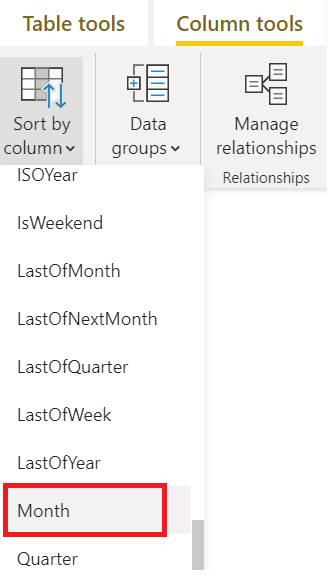 Table tools
Column tools
Sort by
column
Data
groups
Manage
relationships
Relationships
ISOYear
IsWeekend
LastOfMonth
LastOfNextMonth
LastOfQuarter
LastOfWeek
LastOfYear
Month
Quarter